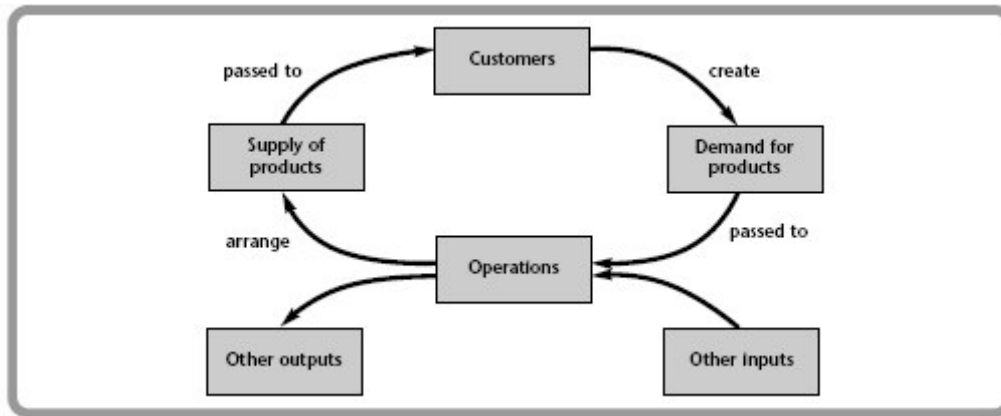 Customers
passed to
create
Supply of
products
Demand for
products
arrange
passed to
Operations
Other outputs
Other inputs